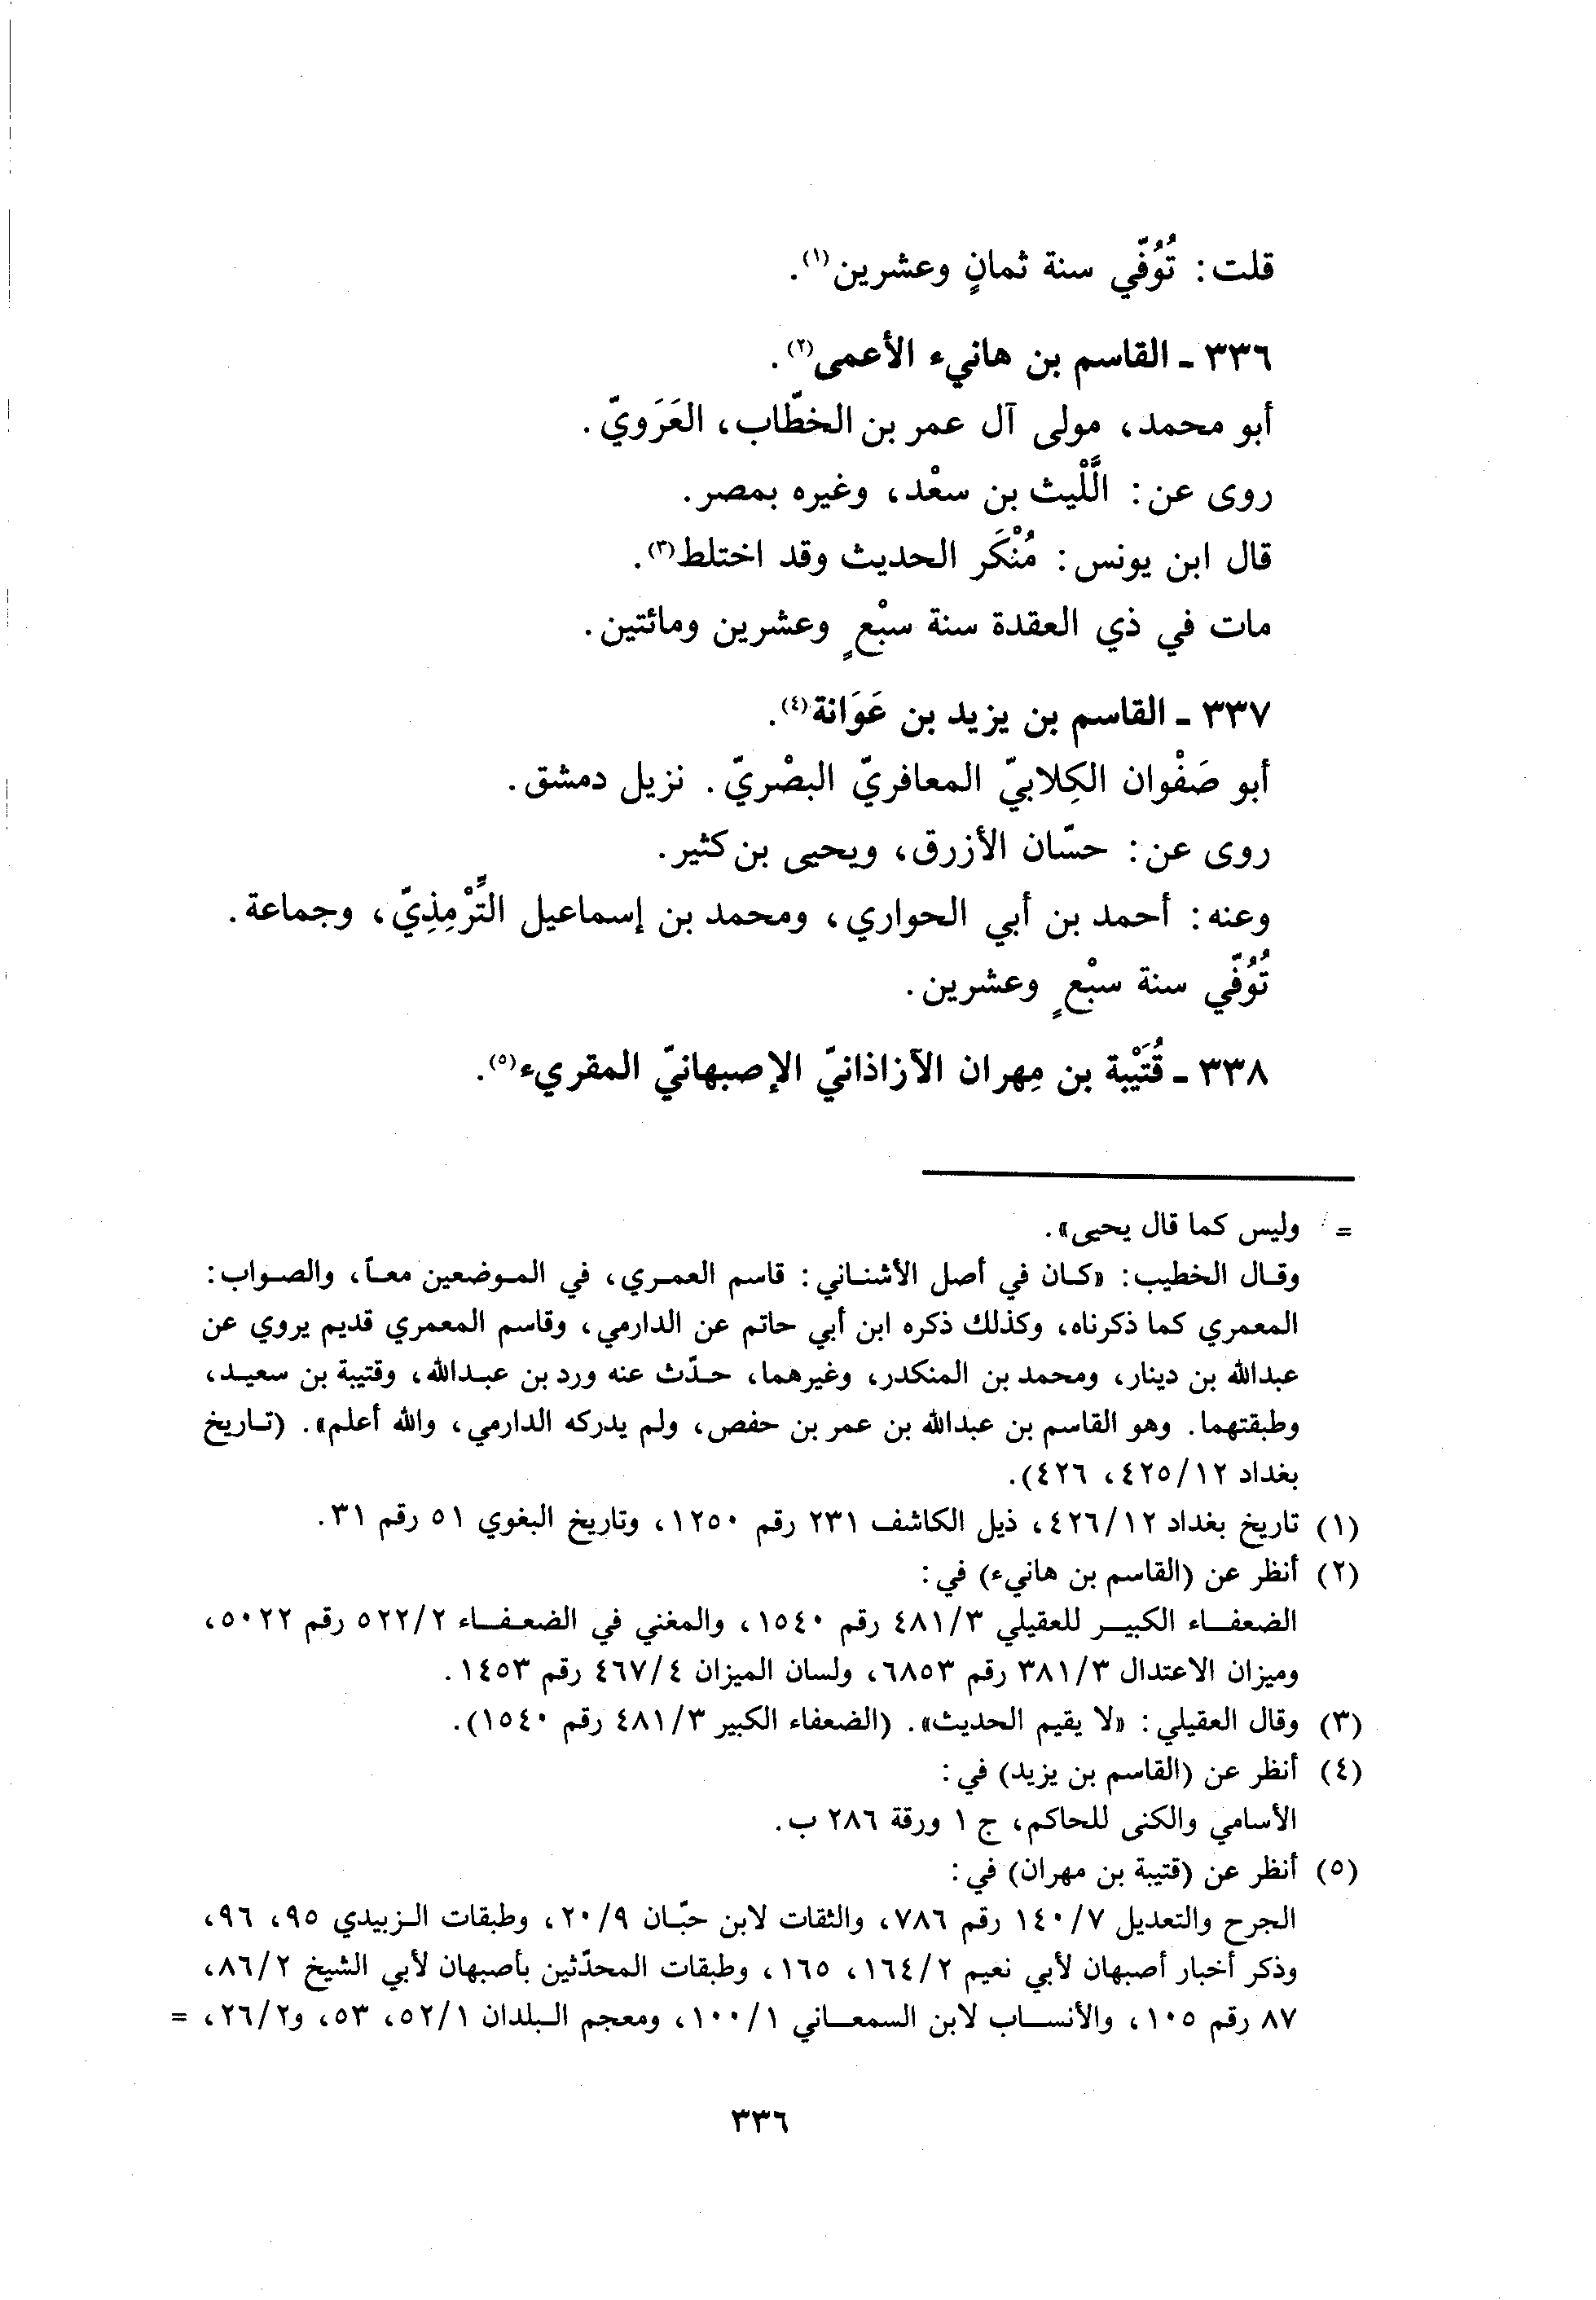 قلت: تُوُفّي سنة ثمانٍ وعشرين(١).
٣٣٦ ـ القاسم بن هانيء الأعمى(٢).
أبو محمد، مولى آل عمر بن الخطّاب، العَرَويّ.
روى عن: اللَّيْث بن سعْد، وغيره بمصر.
قال ابن يونس: مُنْكَر الحديث وقد اختلط(٣).
مات في ذي العقدة سنة سبْعٍ وعشرين ومائتين.
٣٣٧ ـ القاسم بن يزيد بن عَوَانة(٤).
أبو صَفْوان الكِلابيّ المعافريّ البصْريّ. نزيل دمشق.
روى عن: حسّان الأزرق، ويحيى بن كثير.
وعنه: أحمد بن أبي الحواري، ومحمد بن إسماعيل التِّرْمِذِيّ، وجماعة.
تُوُفّي سنة سبْعٍ وعشرين.
٣٣٨ ـ قُتَيْبة بن مِهران الآزاذانيّ الإصبهانيّ المقريء(٥).
= وليس كما قال يحيى».
وقال الخطيب: «كان في أصل الأشناني: قاسم العمري، في الموضعين معاً، والصواب:
المعمري كما ذكرناه، وكذلك ذكره ابن أبي حاتم عن الدارمي، وقاسم المعمري قديم يروي عن
عبدالله بن دينار، ومحمد بن المنكدر، وغيرهما، حدّث عنه ورد بن عبدالله، وقتيبة بن سعيد،
وطبقتهما. وهو القاسم بن عبدالله بن عمر بن حفص، ولم يدركه الدارمي، والله أعلم». (تاريخ
بغداد ٤٢٥/١٢، ٤٢٦).
(١) تاريخ بغداد ٤٢٦/١٢، ذيل الكاشف ٢٣١ رقم ١٢٥٠، وتاريخ البغوي ٥١ رقم ٣١.
(٢) أنظر عن (القاسم بن هانيء) في:
الضعفاء الكبير للعقيلي ٤٨١/٣ رقم ١٥٤٠، والمغني في الضعفاء ٥٢٢/٢ رقم ٥٠٢٢،
وميزان الاعتدال ٣٨١/٣ رقم ٦٨٥٣، ولسان الميزان ٤٦٧/٤ رقم ١٤٥٣.
(٣) وقال العقيلي: «لا يقيم الحديث». (الضعفاء الكبير ٤٨١/٣ رقم ١٥٤٠).
(٤) أنظر عن (القاسم بن يزيد) في:
الأسامي والكنى للحاكم، ج ١ ورقة ٢٨٦ ب.
(٥) أنظر عن (قتيبة بن مهران) في:
الجرح والتعديل ١٤٠/٧ رقم ٧٨٦، والثقات لابن حبّان ٢٠/٩، وطبقات الزبيدي ٩٥، ٩٦،
وذكر أخبار أصبهان لأبي نعيم ١٦٤/٢، ١٦٥، وطبقات المحدّثين بأصبهان لأبي الشيخ ٨٦/٢،
٨٧ رقم ١٠٥، والأنساب لابن السمعاني ١٠٠/١، ومعجم البلدان ٥٢/١، ٥٣، و٢٦/٢، =
٣٣٦